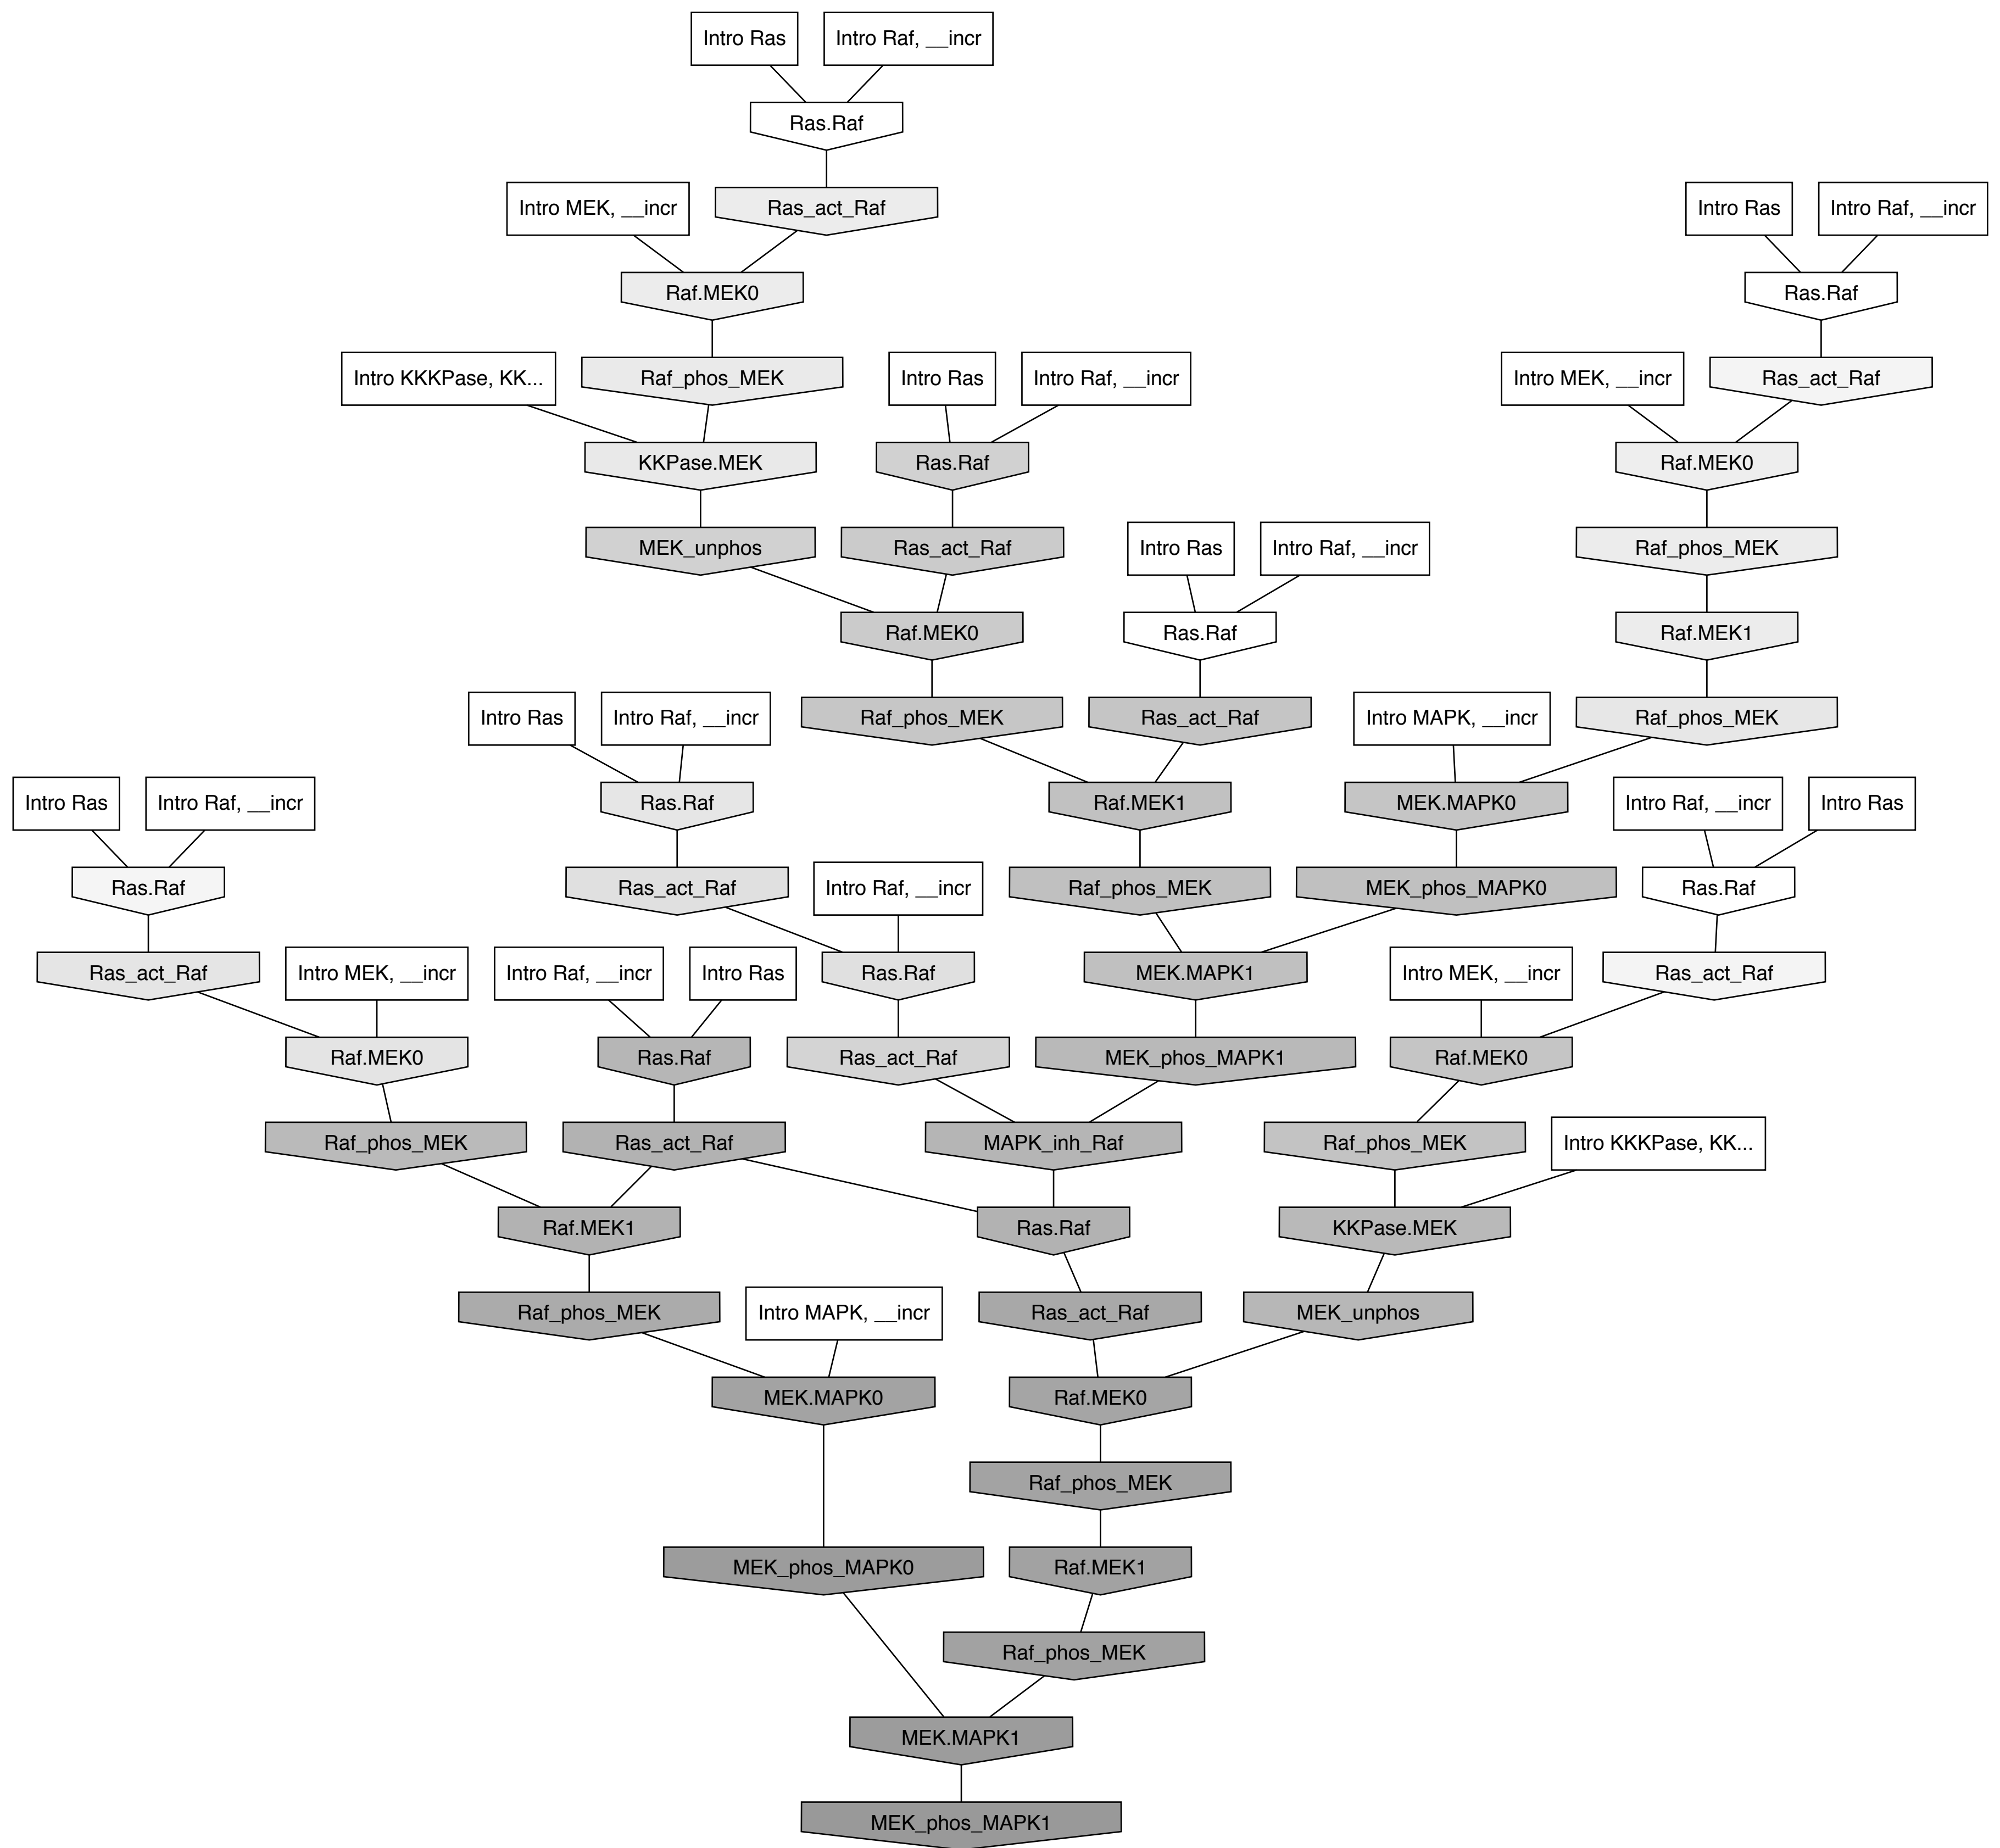 Intro Ras
Intro Raf, __incr
Ras.Raf
Intro MEK, __incr
Ras_act_Raf
Intro Ras
Intro Raf, __incr
Raf.MEK0
Ras.Raf
Intro KKKPase, KK...
Raf_phos_MEK
Intro Ras
Intro Raf, __incr
Intro MEK, __incr
Ras_act_Raf
KKPase.MEK
Ras.Raf
Raf.MEK0
MEK_unphos
Ras_act_Raf
Intro Ras
Intro Raf, __incr
Raf_phos_MEK
Raf.MEK0
Ras.Raf
Raf.MEK1
Intro Ras
Intro Raf, __incr
Raf_phos_MEK
Ras_act_Raf
Intro MAPK, __incr
Raf_phos_MEK
Intro Ras
Intro Raf, __incr
Ras.Raf
Raf.MEK1
MEK.MAPK0
Intro Raf, __incr
Intro Ras
Ras.Raf
Ras_act_Raf
Intro Raf, __incr
Raf_phos_MEK
MEK_phos_MAPK0
Ras.Raf
Ras_act_Raf
Intro MEK, __incr
Intro Raf, __incr
Intro Ras
Ras.Raf
MEK.MAPK1
Intro MEK, __incr
Ras_act_Raf
Raf.MEK0
Ras.Raf
Ras_act_Raf
MEK_phos_MAPK1
Raf.MEK0
Raf_phos_MEK
Ras_act_Raf
MAPK_inh_Raf
Raf_phos_MEK
Intro KKKPase, KK...
Raf.MEK1
Ras.Raf
KKPase.MEK
Raf_phos_MEK
Intro MAPK, __incr
Ras_act_Raf
MEK_unphos
MEK.MAPK0
Raf.MEK0
Raf_phos_MEK
MEK_phos_MAPK0
Raf.MEK1
Raf_phos_MEK
MEK.MAPK1
MEK_phos_MAPK1